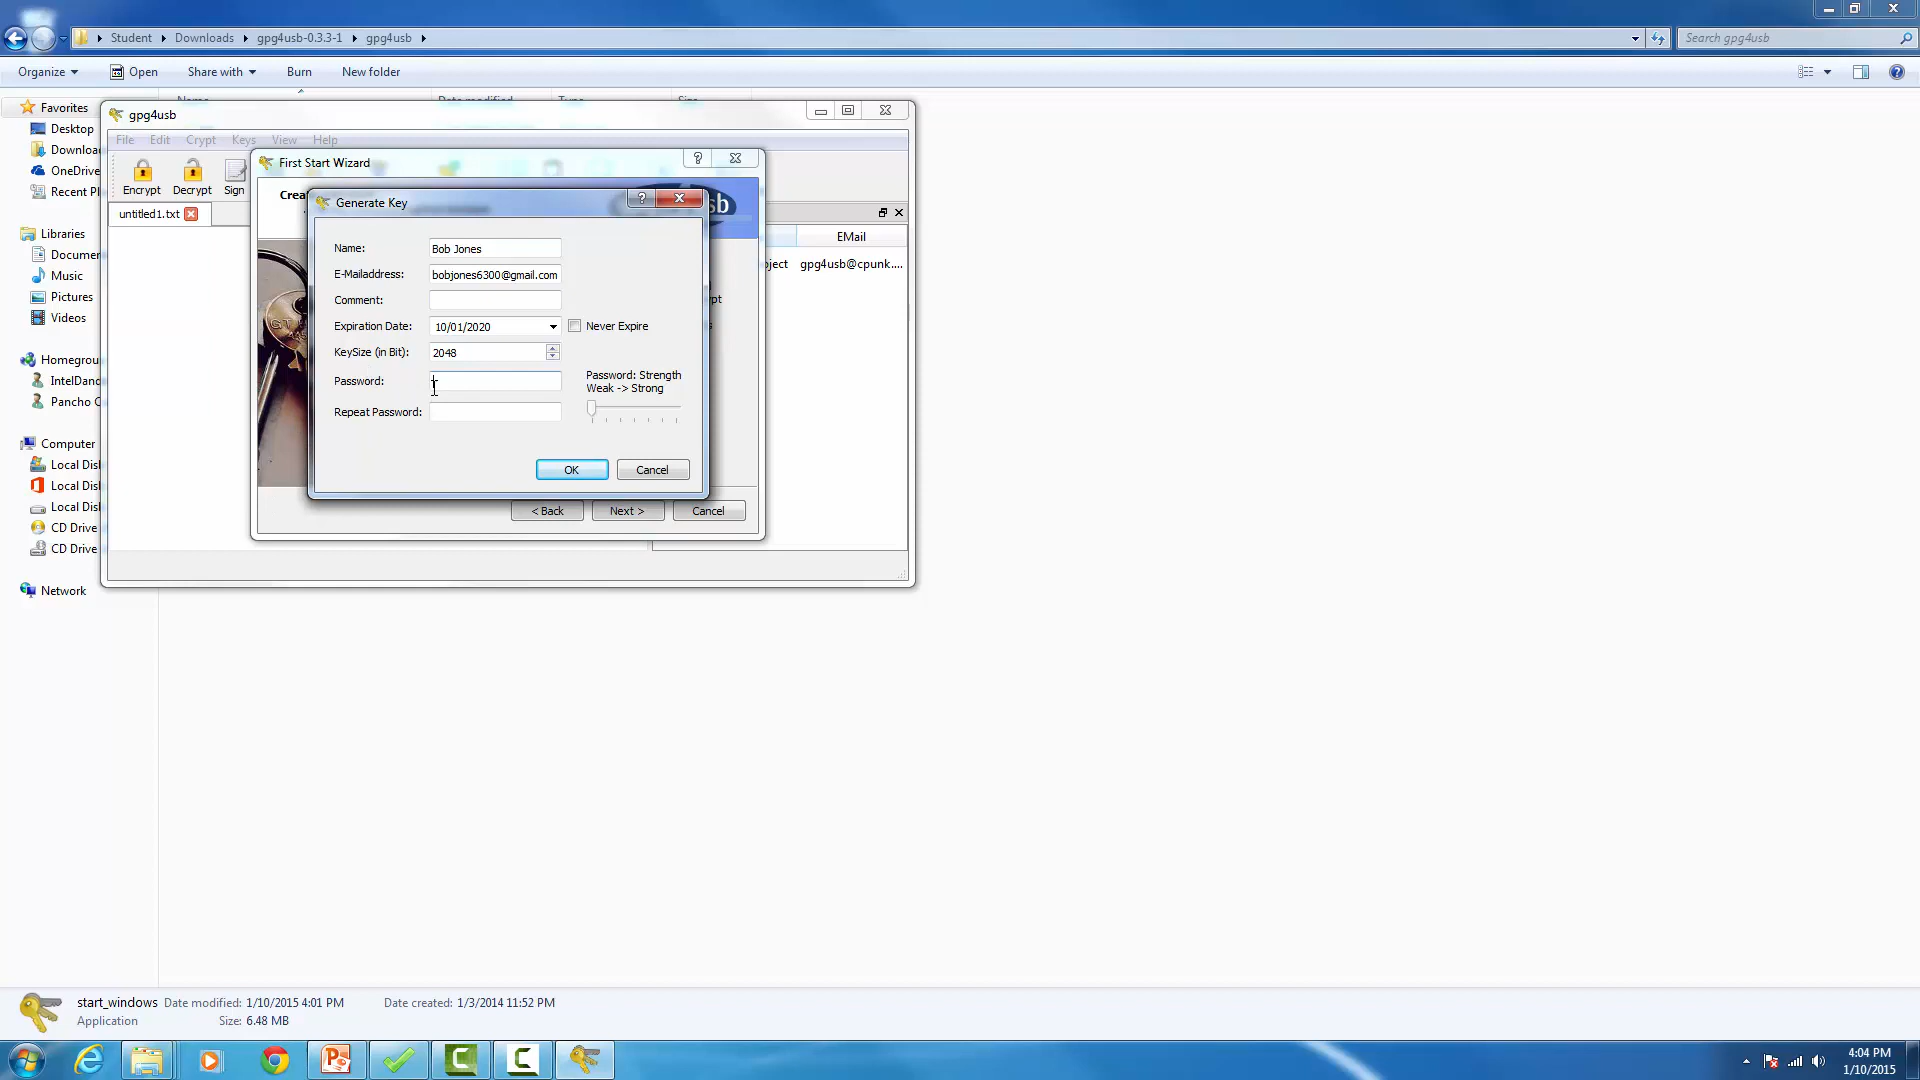 Student Downloads gpg4usb-0.3.3-1 gpg4usb
Search gpg4usb
Organize Open Share with Burn New folder
Favorites
Desktop
OneDrive
Libraries
Music
Pictures
Videos
Computer
Local Disk
CD Drive
CD Drive
Network
gpg4usb
File Edit Crypt Keys View Help
Encrypt Decrypt Sign
untitled1.txt
EMail
gpg4usb@cpunk....
First Start Wizard
Generate Key
Name: Bob Jones
E-Mailaddress: bobjones6300@gmail.com
Comment:
Expiration Date: 10/01/2020 Never Expire
KeySize (in Bit): 2048
Password:
Password: Strength
Weak -> Strong
Repeat Password:
OK Cancel
< Back Next > Cancel
start_windows Date modified: 1/10/2015 4:01 PM Date created: 1/3/2014 11:52 PM
Application Size: 6.48 MB
4:04 PM
1/10/2015